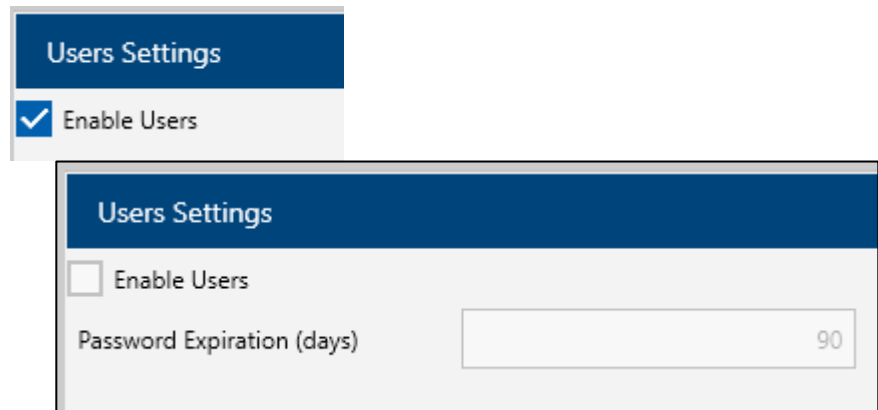 Users Settings
Enable Users
Users Settings
Enable Users
Password Expiration (days) 90